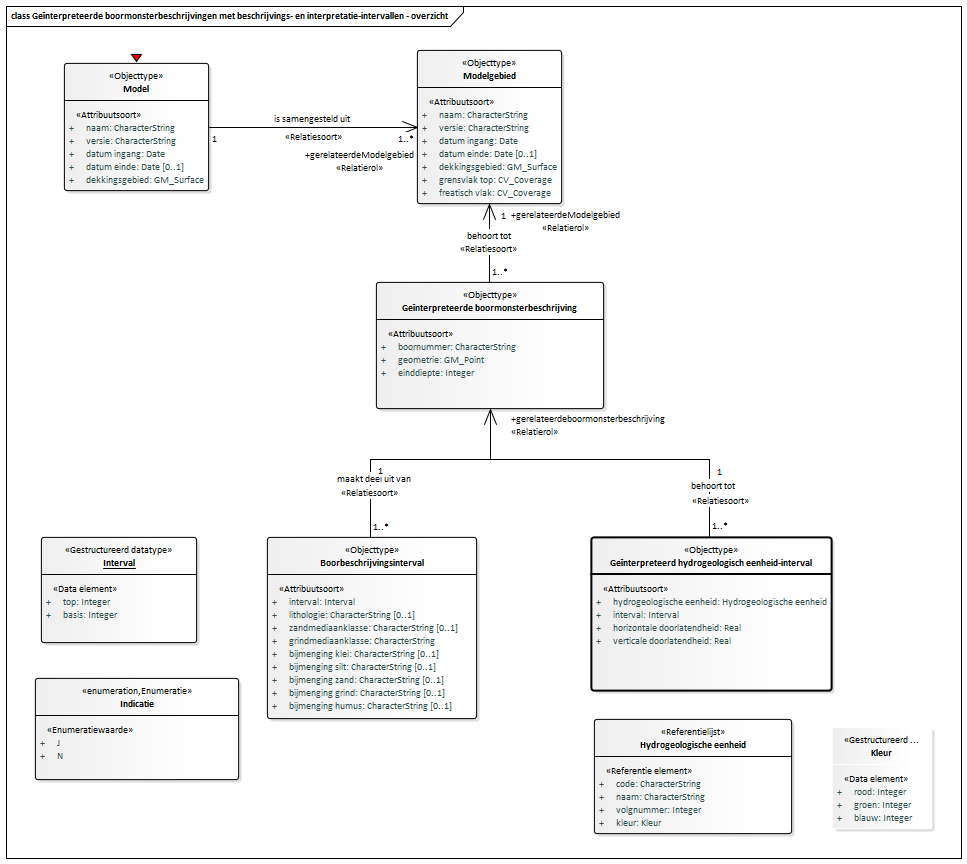 class Geïnterpreteerde boormonsterbeschrijvingen met beschrijvings- en interpretatie-intervallen - overzicht
«Objecttype»
Model
«Attribuutsoort»
+ naam: CharacterString
+ versie: CharacterString
+ datum ingang: Date
+ datum einde: Date [0..1]
+ dekkingsgebied: GM_Surface
is samengesteld uit
«Relatiesoort»
1
1..*
+gerelateerdeModelgebied
«Relatierol»
«Objecttype»
Modelgebied
«Attribuutsoort»
+ naam: CharacterString
+ versie: CharacterString
+ datum ingang: Date
+ datum einde: Date [0..1]
+ dekkingsgebied: GM_Surface
+ grensvlak top: CV_Coverage
+ freatisch vlak: CV_Coverage
1
+gerelateerdeModelgebied
«Relatierol»
behoort tot
«Relatiesoort»
1..*
«Objecttype»
Geïnterpreteerde boormonsterbeschrijving
«Attribuutsoort»
+ boornummer: CharacterString
+ geometrie: GM_Point
+ einddiepte: Integer
+gerelateerdeboormonsterbeschrijving
«Relatierol»
1
maakt deel uit van
«Relatiesoort»
1..*
1
behoort tot
«Relatiesoort»
1..*
«Gestructureerd datatype»
Interval
«Data element»
+ top: Integer
+ basis: Integer
«Objecttype»
Boorbeschrijvingsinterval
«Attribuutsoort»
+ interval: Interval
+ lithologie: CharacterString [0..1]
+ zandmediaanklasse: CharacterString [0..1]
+ grindmediaanklasse: CharacterString
+ bijmenging klei: CharacterString [0..1]
+ bijmenging silt: CharacterString [0..1]
+ bijmenging zand: CharacterString [0..1]
+ bijmenging grind: CharacterString [0..1]
+ bijmenging humus: CharacterString [0..1]
«Objecttype»
Geïnterpreteerd hydrogeologisch eenheid-interval
«Attribuutsoort»
+ hydrogeologische eenheid: Hydrogeologische eenheid
+ interval: Interval
+ horizontale doorlatendheid: Real
+ verticale doorlatendheid: Real
«enumeration,Enumeratie»
Indicatie
«Enumeratiewaarde»
+ J
+ N
«Referentielijst»
Hydrogeologische eenheid
«Referentie element»
+ code: CharacterString
+ naam: CharacterString
+ volgnummer: Integer
+ kleur: Kleur
«Gestructureerd ...
Kleur
«Data element»
+ rood: Integer
+ groen: Integer
+ blauw: Integer